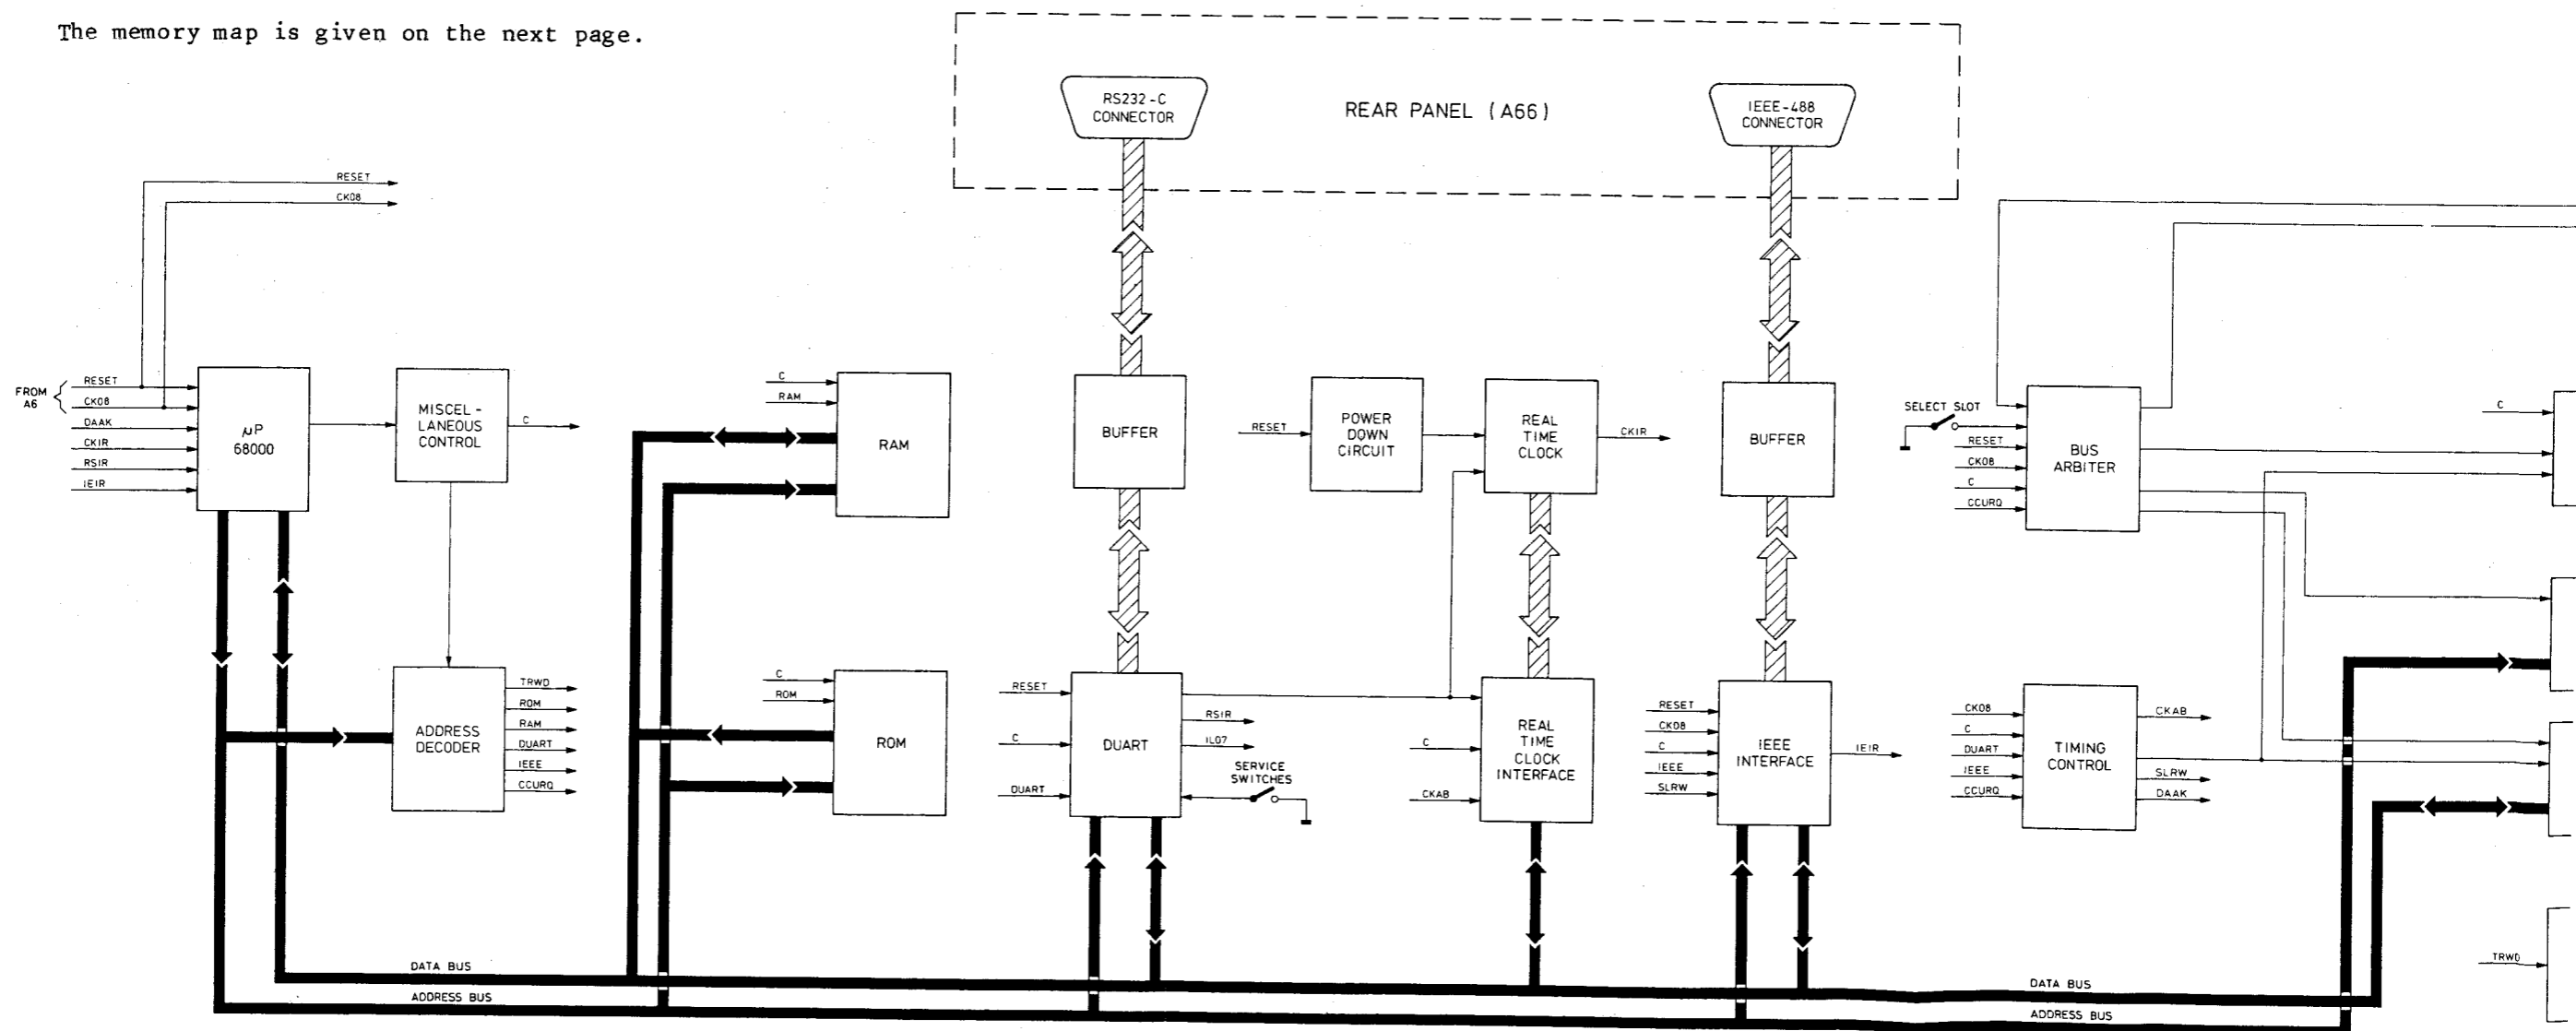 The memory map is given on the next page.
RS232-C
CONNECTOR
REAR PANEL (A66)
IEEE-488
CONNECTOR
RESET
CK08
FROM
A6
RESET
CK08
DAAK
CKIR
RSIR
IEIR
µP
68000
MISCEL-
LANEOUS
CONTROL
C
C
RAM
RAM
BUFFER
RESET
POWER
DOWN
CIRCUIT
REAL
TIME
CLOCK
CKIR
BUFFER
SELECT SLOT
RESET
CK08
C
CCURQ
BUS
ARBITER
C
ADDRESS
DECODER
TRWD
ROM
RAM
DUART
IEEE
CCURQ
C
ROM
ROM
RESET
C
DUART
DUART
RSIR
IL07
SERVICE
SWITCHES
C
CKAB
REAL
TIME
CLOCK
INTERFACE
RESET
CK08
C
IEEE
SLRW
IEEE
INTERFACE
IEIR
CK08
C
DUART
IEEE
CCURQ
TIMING
CONTROL
CKAB
SLRW
DAAK
TRWD
DATA BUS
ADDRESS BUS
DATA BUS
ADDRESS BUS